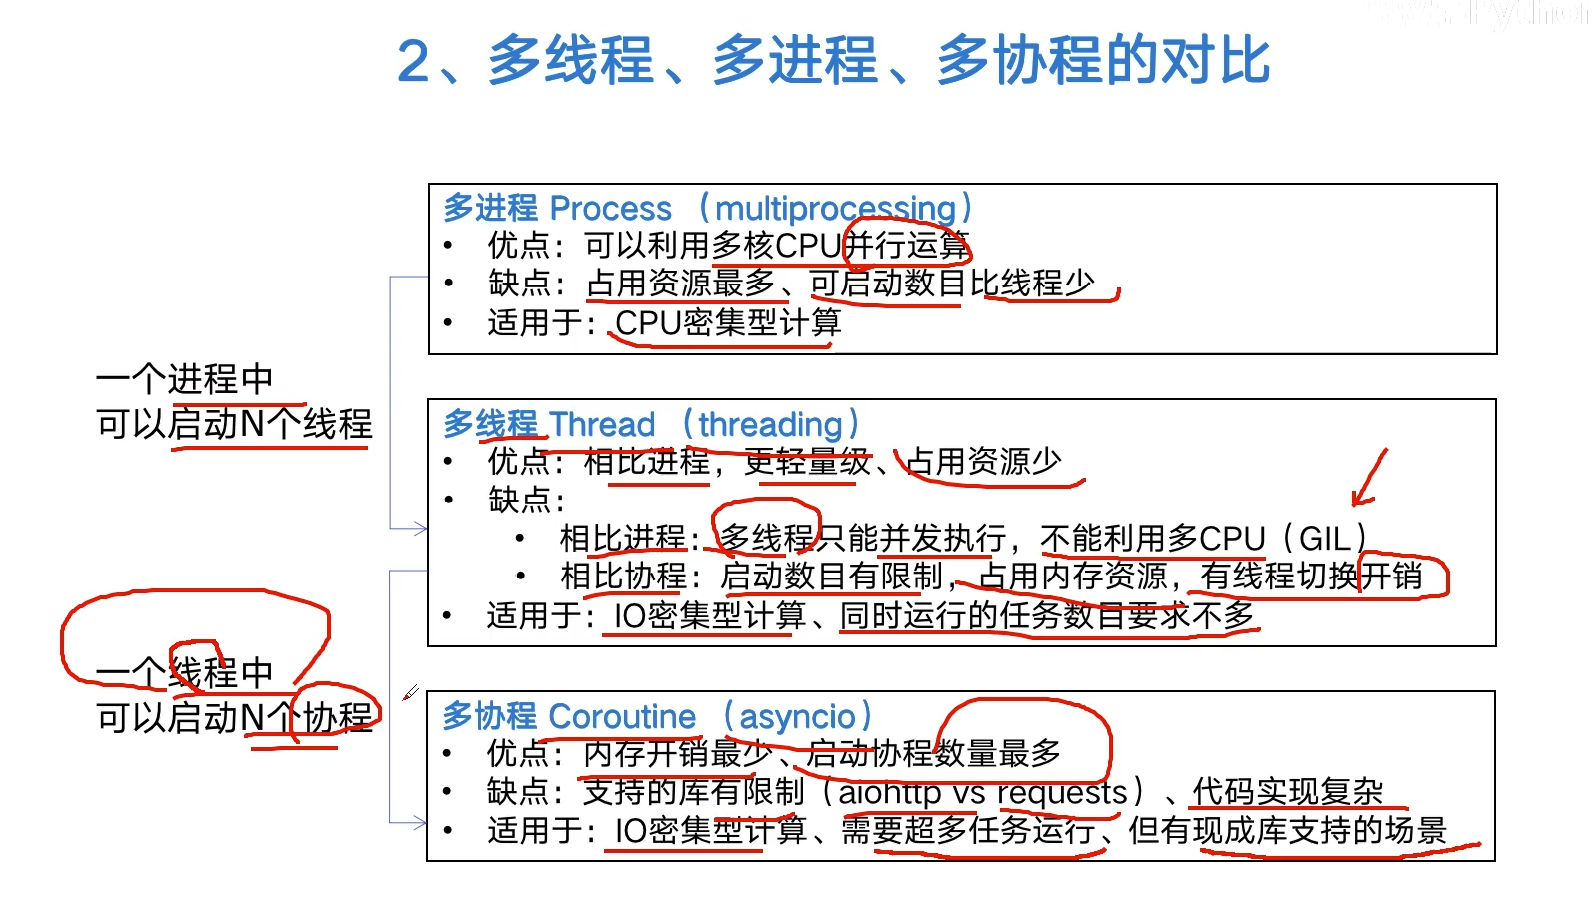 2、多线程、多进程、多协程的对比
多进程 Process （multiprocessing）
• 优点：可以利用多核CPU并行运算
• 缺点：占用资源最多、可启动数目比线程少
• 适用于：CPU密集型计算
一个进程中
可以启动N个线程
多线程 Thread （threading）
• 优点：相比进程，更轻量级、占用资源少
• 缺点：
• 相比进程：多线程只能并发执行，不能利用多CPU（GIL）
• 相比协程：启动数目有限制，占用内存资源，有线程切换开销
• 适用于：IO密集型计算、同时运行的任务数目要求不多
一个线程中
可以启动N个协程
多协程 Coroutine （asyncio）
• 优点：内存开销最少、启动协程数量最多
• 缺点：支持的库有限制（aiohttp vs requests）、代码实现复杂
• 适用于：IO密集型计算、需要超多任务运行、但有现成库支持的场景